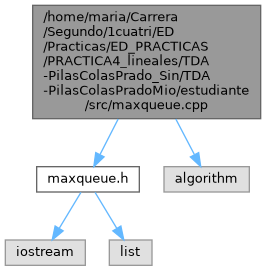 /home/maria/Carrera
/Segundo/1cuatri/ED
/Practicas/ED_PRACTICAS
/PRACTICA4_lineales/TDA
-PilasColasPrado_Sin/TDA
-PilasColasPradoMio/estudiante
/src/maxqueue.cpp
maxqueue.h
algorithm
iostream
list